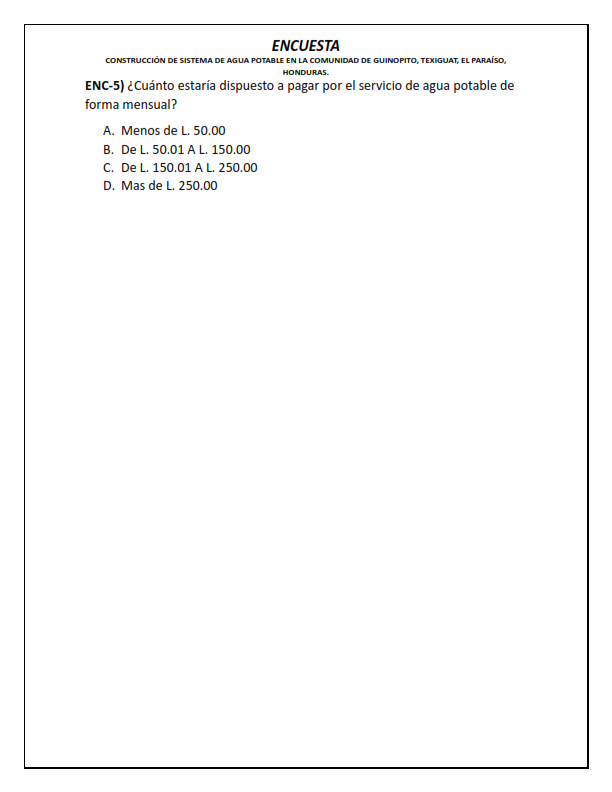 ENCUESTA
CONSTRUCCIÓN DE SISTEMA DE AGUA POTABLE EN LA COMUNIDAD DE GUINOPITO, TEXIGUAT, EL PARAÍSO,
HONDURAS.
ENC-5) ¿Cuánto estaría dispuesto a pagar por el servicio de agua potable de
forma mensual?
A. Menos de L. 50.00
B. De L. 50.01 A L. 150.00
C. De L. 150.01 A L. 250.00
D. Mas de L. 250.00